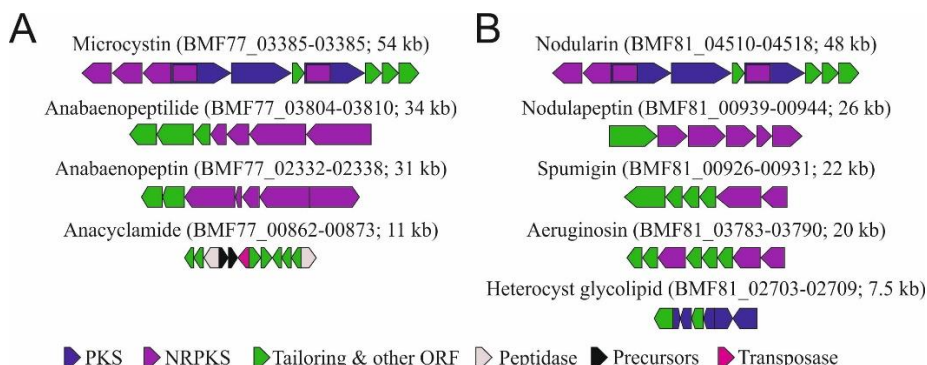 A
Microcystin (BMF77_03385-03385; 54 kb)
Anabaenopeptilide (BMF77_03804-03810; 34 kb)
Anabaenopeptin (BMF77_02332-02338; 31 kb)
Anacyclamide (BMF77_00862-00873; 11 kb)
B
Nodularin (BMF81_04510-04518; 48 kb)
Nodulapeptin (BMF81_00939-00944; 26 kb)
Spumigin (BMF81_00926-00931; 22 kb)
Aeruginosin (BMF81_03783-03790; 20 kb)
Heterocyst glycolipid (BMF81_02703-02709; 7.5 kb)
PKS NRPKS Tailoring & other ORF Peptidase Precursors Transposase